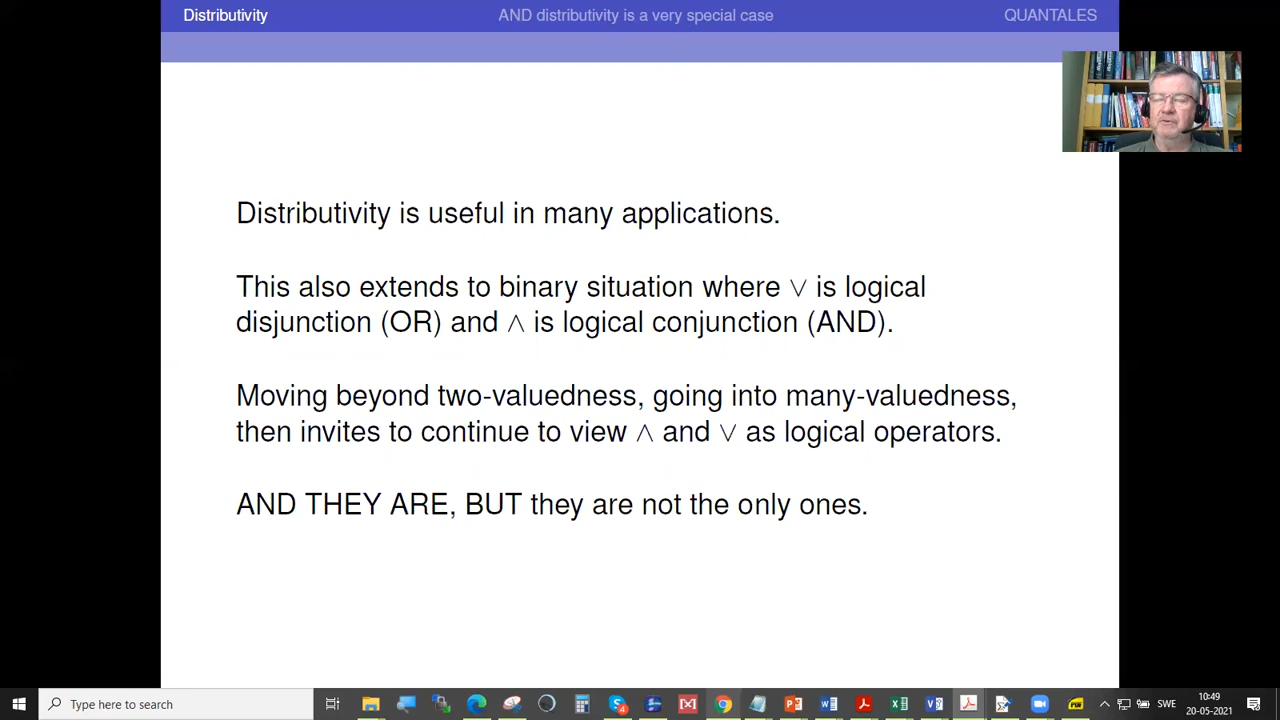 Distributivity AND distributivity is a very special case QUANTALES
Distributivity is useful in many applications.
This also extends to binary situation where ∨ is logical
disjunction (OR) and ∧ is logical conjunction (AND).
Moving beyond two-valuedness, going into many-valuedness,
then invites to continue to view ∧ and ∨ as logical operators.
AND THEY ARE, BUT they are not the only ones.
Type here to search
SWE
10:49
20-05-2021